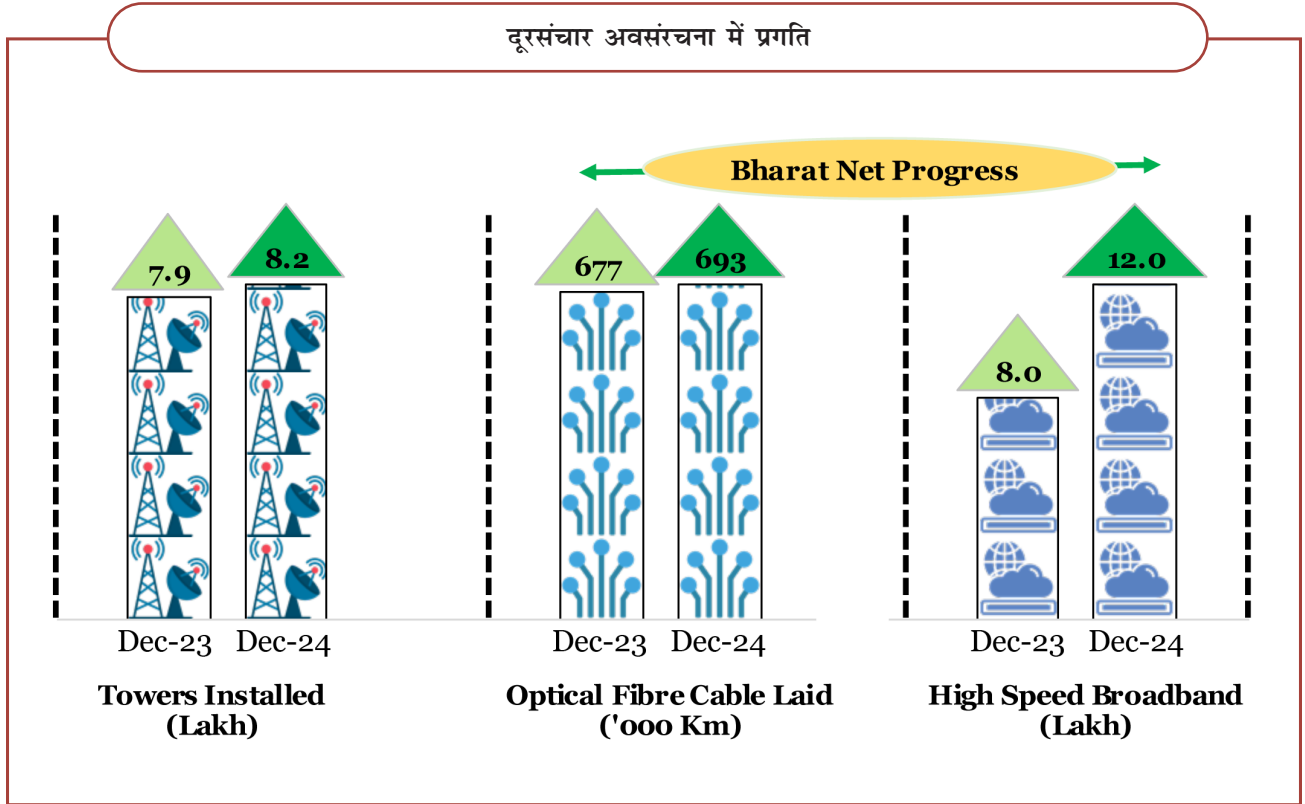 दूरसंचार अवसंरचना में प्रगति
Bharat Net Progress
7.9
8.2
677
693
8.0
12.0
Dec-23 Dec-24
Dec-23 Dec-24
Dec-23 Dec-24
Towers Installed
(Lakh)
Optical Fibre Cable Laid
('000 Km)
High Speed Broadband
(Lakh)